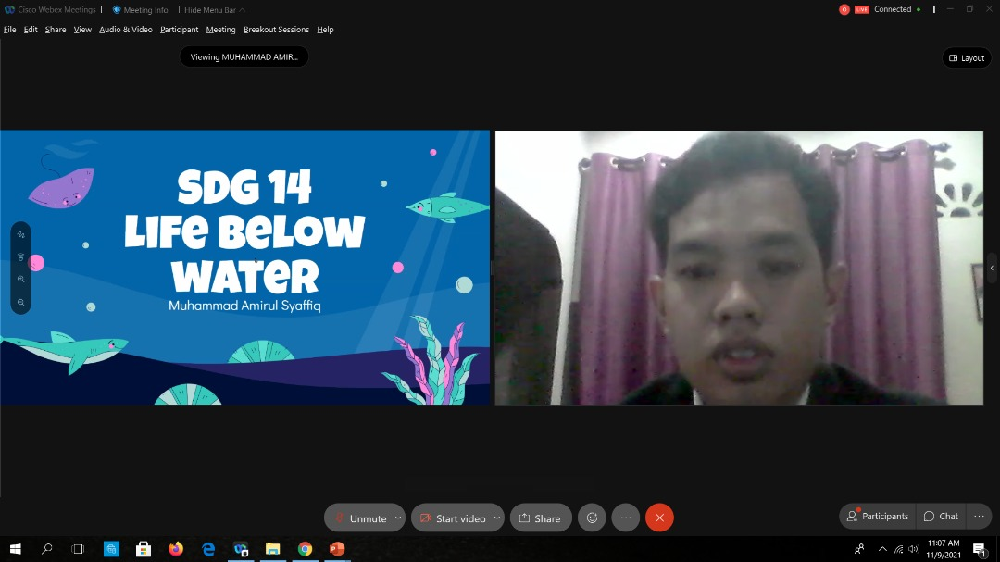 Cisco Webex Meetings
Meeting Info
Hide Menu Bar
LIVE
Connected
File Edit Share View Audio & Video Participant Meeting Breakout Sessions Help
Viewing MUHAMMAD AMIR...
Layout
SDG 14
LIFE BELOW
WATER
Muhammad Amirul Syaffiq
Unmute
Start video
Share
Participants
Chat
11:07 AM
11/9/2021
1